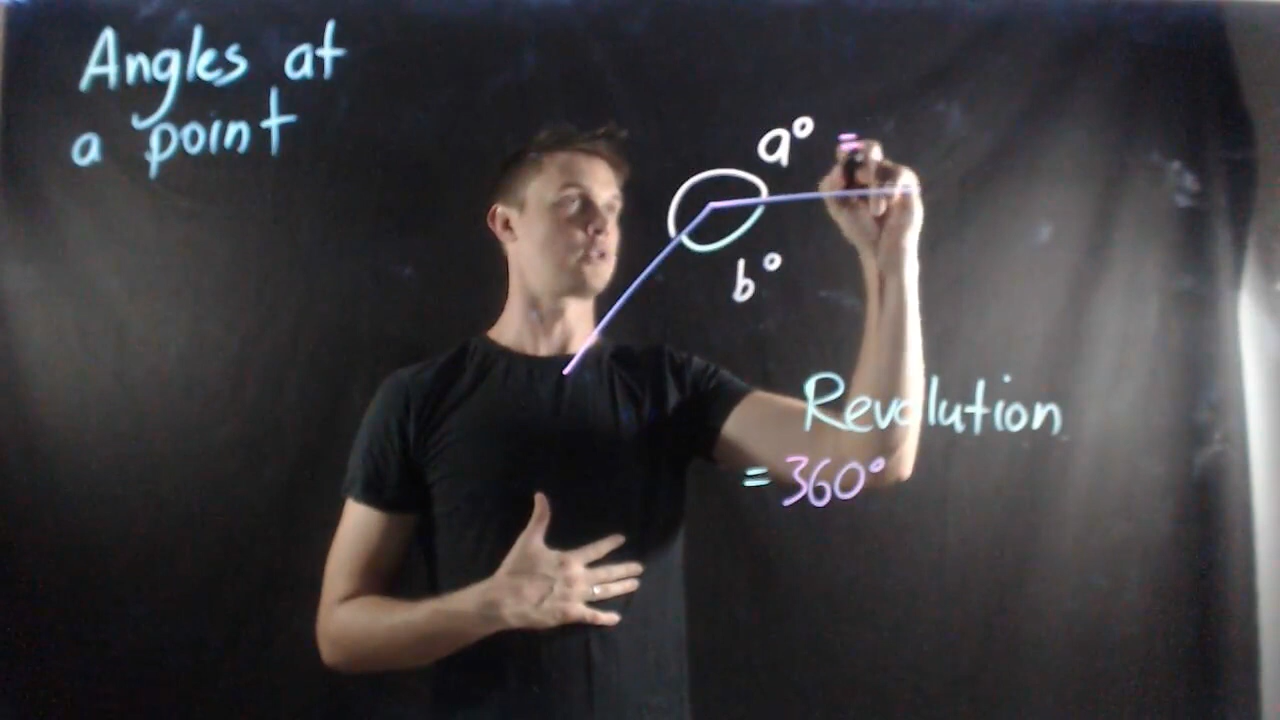 Angles at
a point
a° =
b°
Revolution
= 360°